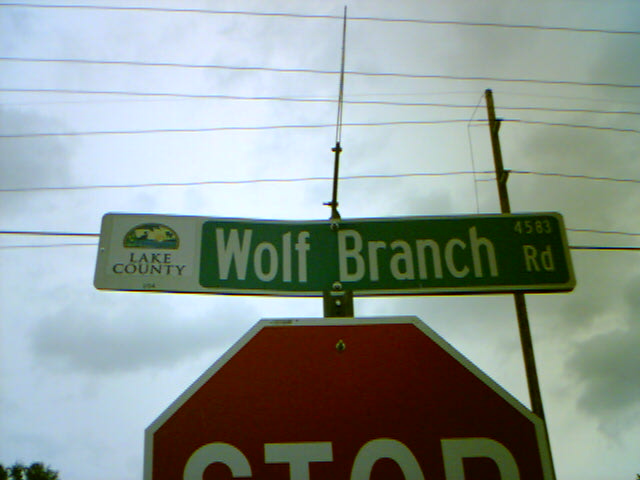 LAKE
COUNTY
Wolf Branch Rd
4583
STOP